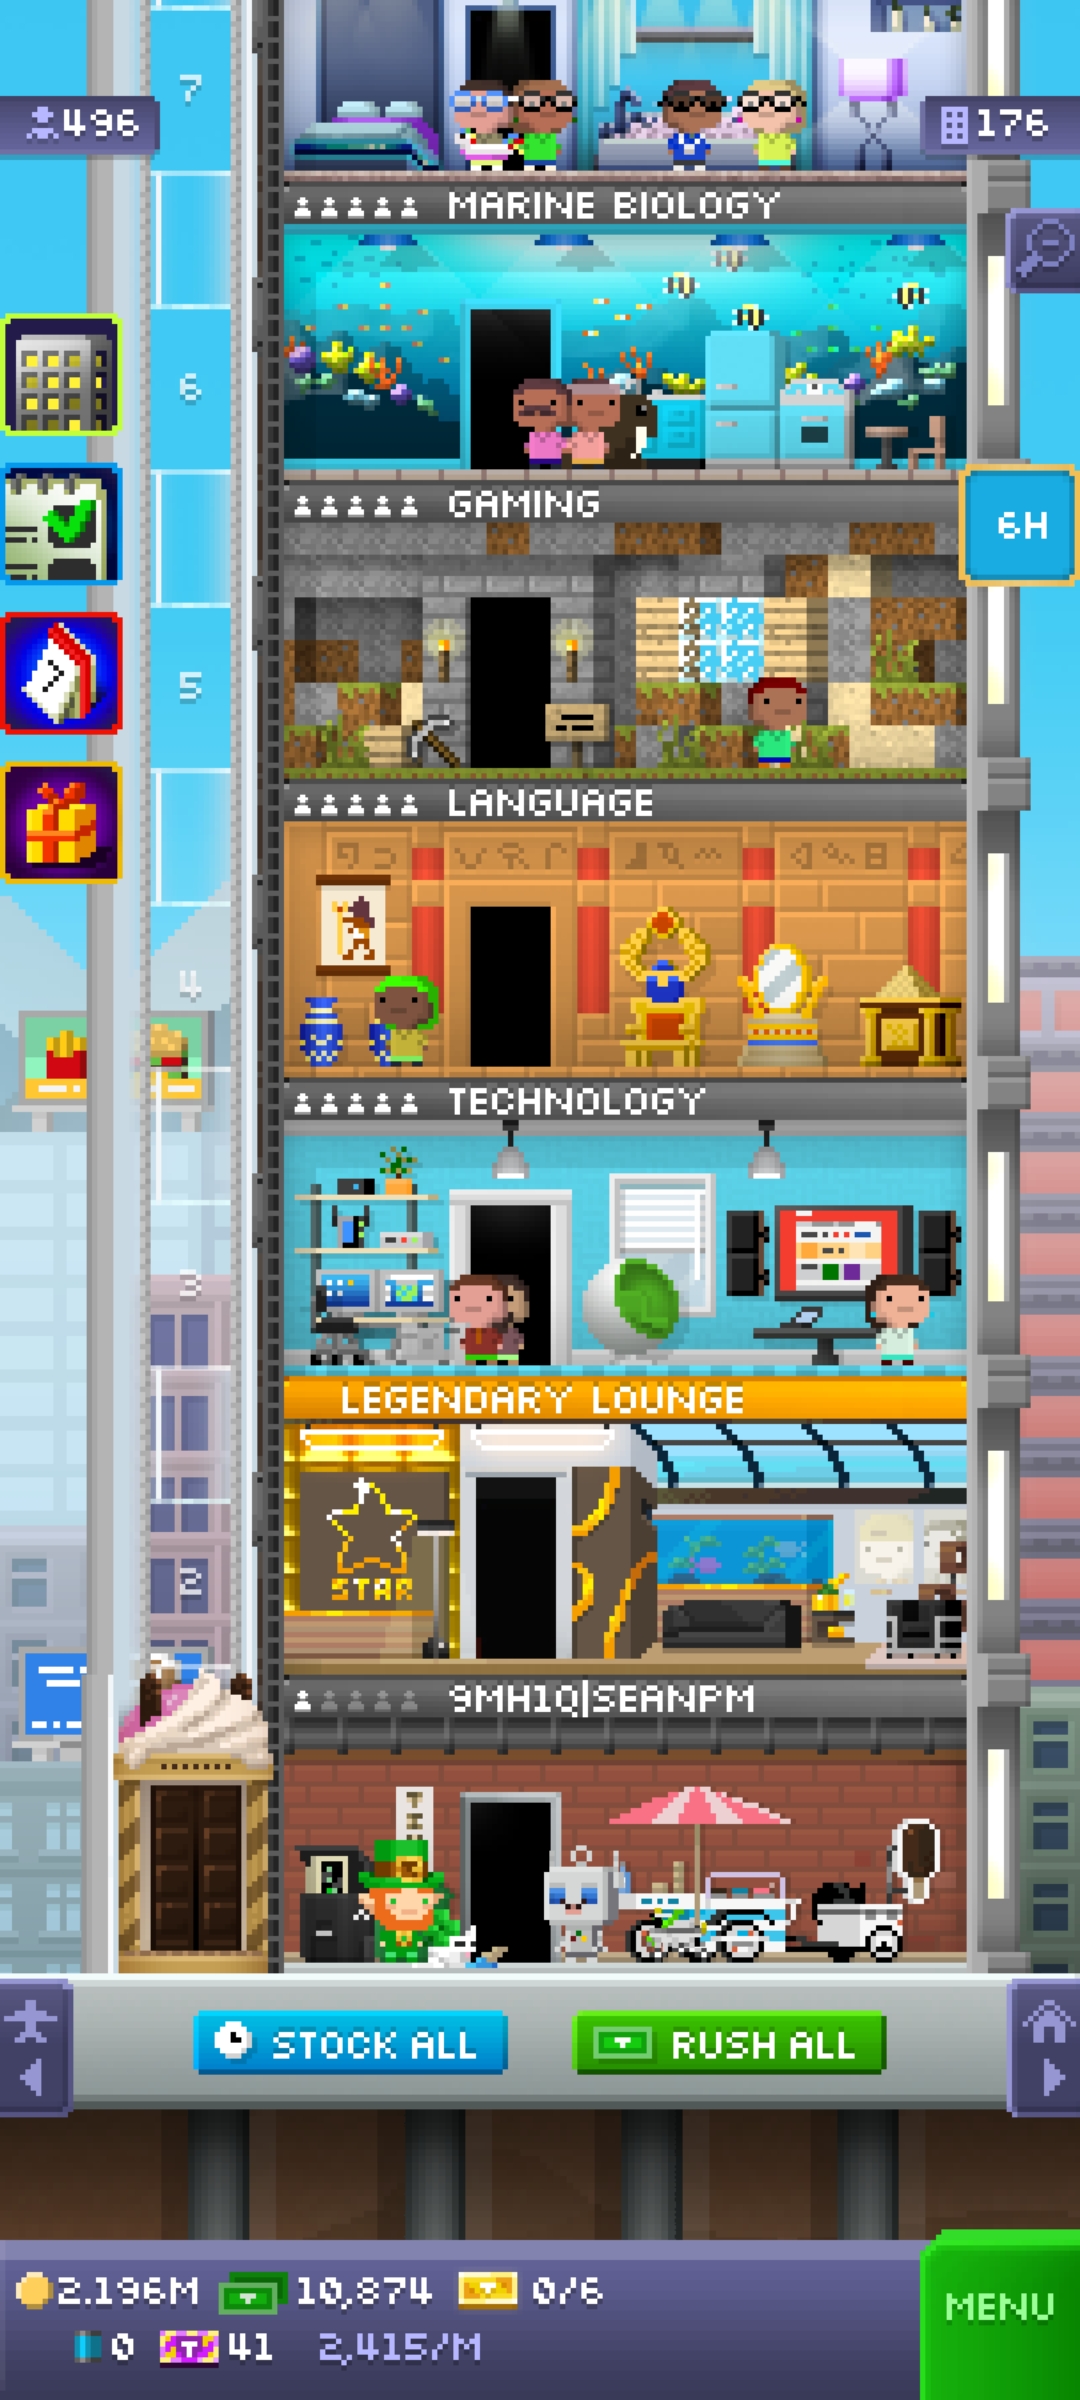 7
496
176
MARINE BIOLOGY
6
GAMING
6H
7
5
LANGUAGE
4
TECHNOLOGY
3
LEGENDARY LOUNGE
STAR
2
9MH1Q|SEANPM
STOCK ALL
RUSH ALL
2.196M 10,874 0/6
0 41 2,415/M
MENU